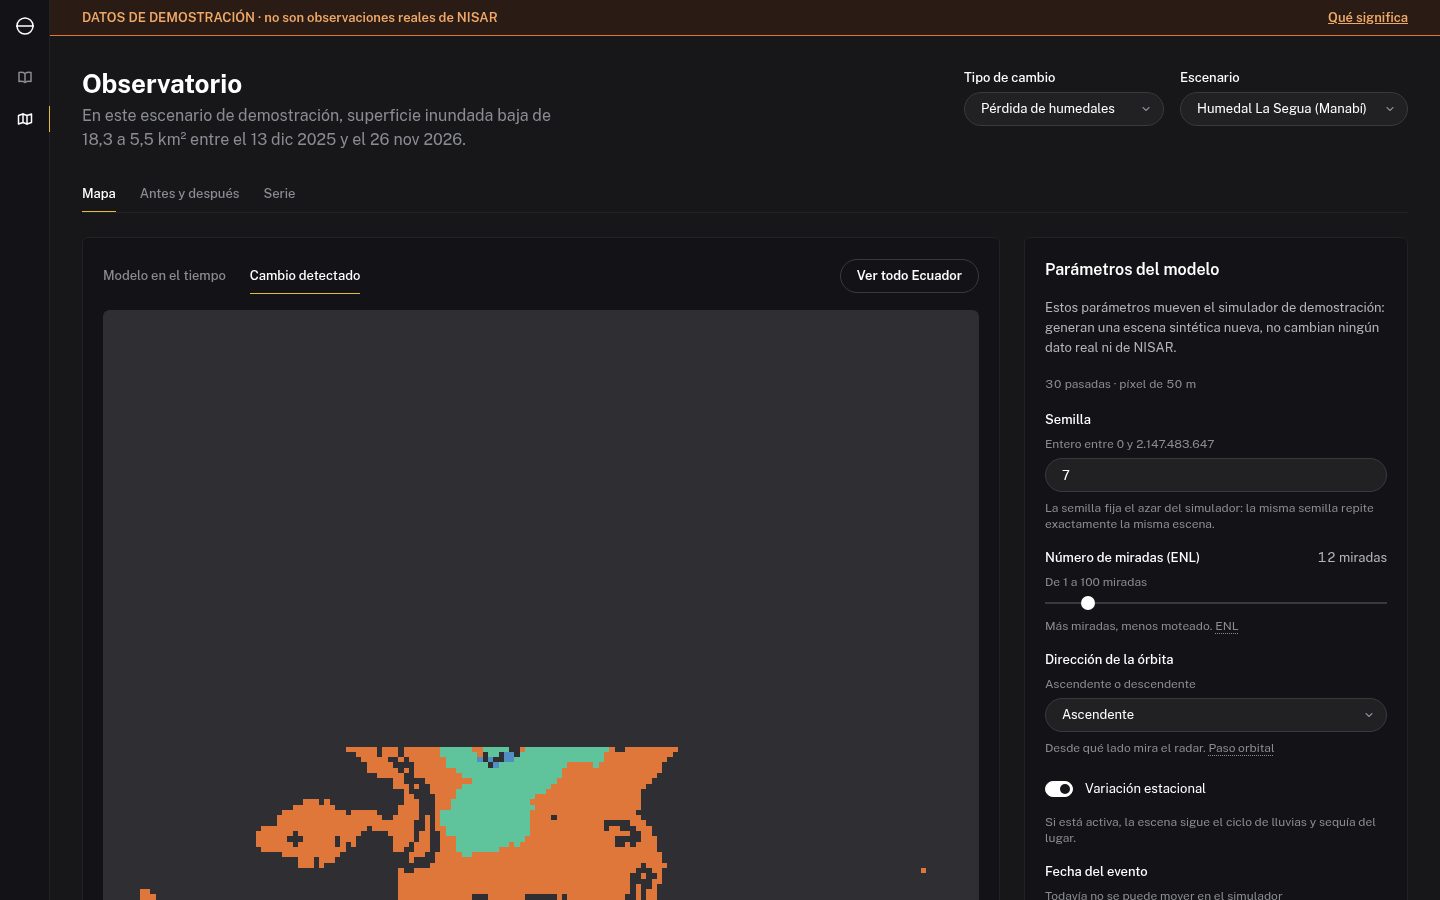 DATOS DE DEMOSTRACIÓN · no son observaciones reales de NISAR
Qué significa
Observatorio
En este escenario de demostración, superficie inundada baja de
18,3 a 5,5 km² entre el 13 dic 2025 y el 26 nov 2026.
Tipo de cambio
Pérdida de humedales
Escenario
Humedal La Segua (Manabí)
Mapa
Antes y después
Serie
Modelo en el tiempo
Cambio detectado
Ver todo Ecuador
Parámetros del modelo
Estos parámetros mueven el simulador de demostración:
generan una escena sintética nueva, no cambian ningún
dato real ni de NISAR.
30 pasadas · píxel de 50 m
Semilla
Entero entre 0 y 2.147.483.647
7
La semilla fija el azar del simulador: la misma semilla repite
exactamente la misma escena.
Número de miradas (ENL)
12 miradas
De 1 a 100 miradas
Más miradas, menos moteado. ENL
Dirección de la órbita
Ascendente o descendente
Ascendente
Desde qué lado mira el radar. Paso orbital
Variación estacional
Si está activa, la escena sigue el ciclo de lluvias y sequía del
lugar.
Fecha del evento
Todavía no se puede mover en el simulador